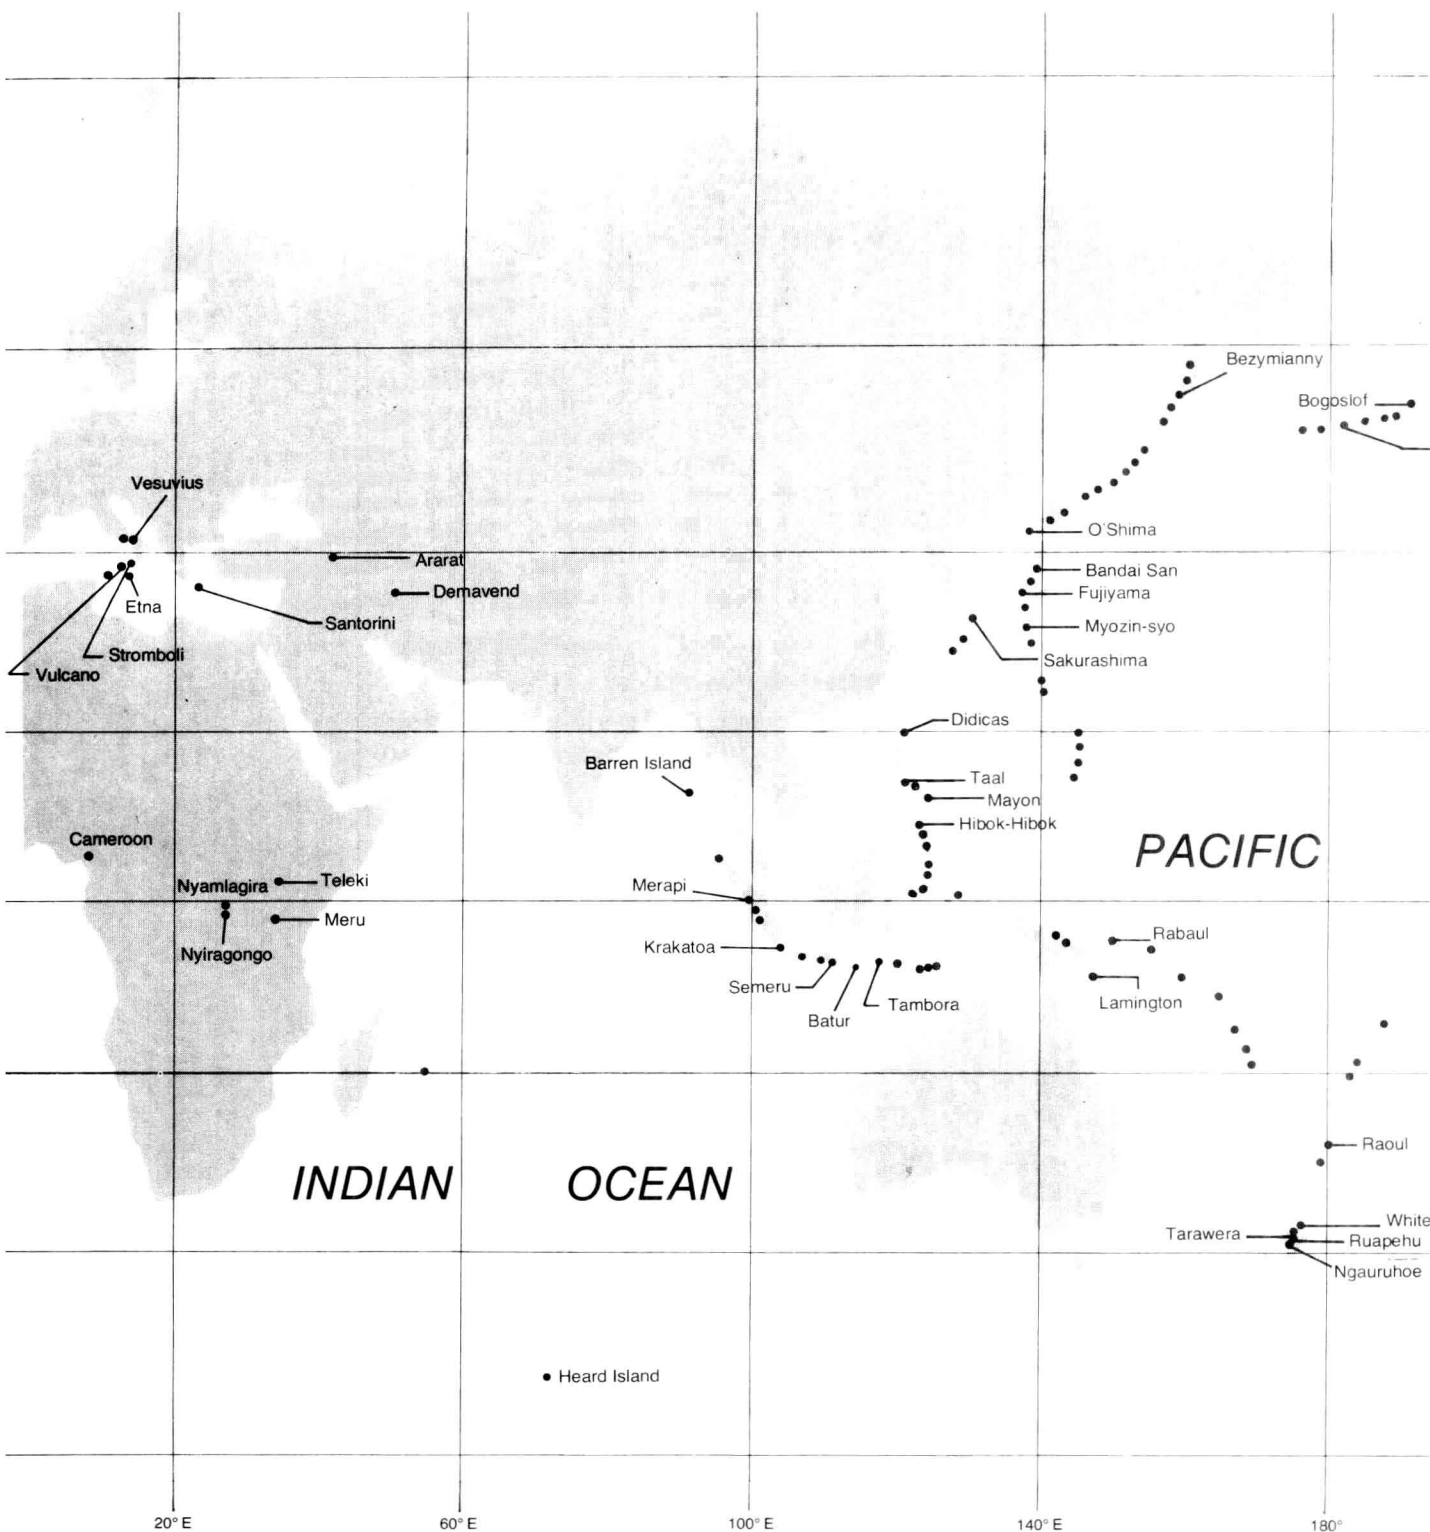 Bezymianny
Bogoslof
Vesuvius
O'Shima
Ararat
Bandai San
Demavend
Fujiyama
Etna
Santorini
Myozin-syo
Stromboli
Sakurashima
Vulcano
Didicas
Barren Island
Taal
Mayon
Hibok-Hibok
Cameroon
PACIFIC
Teleki
Nyamlagira
Merapi
Meru
Rabaul
Krakatoa
Nyiragongo
Semeru
Lamington
Tambora
Batur
Raoul
INDIAN OCEAN
White
Tarawera
Ruapehu
Ngauruhoe
Heard Island
20° E 60° E 100° E 140° E 180°